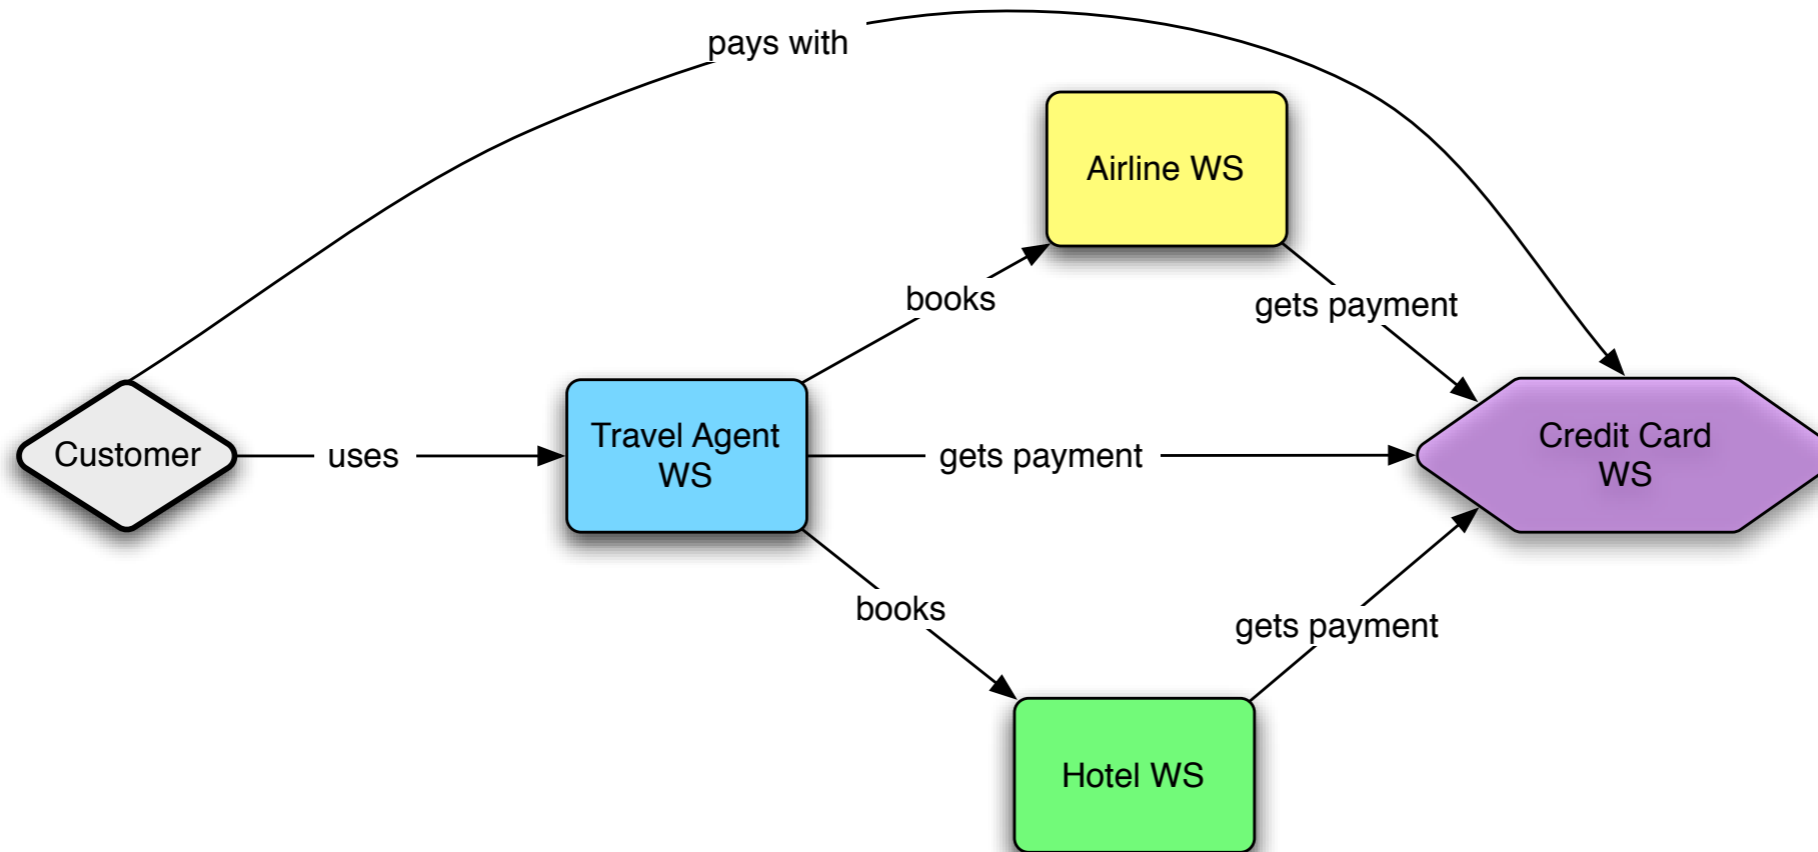 pays with
Airline WS
books
gets payment
Customer
uses
Travel Agent
WS
gets payment
Credit Card
WS
books
gets payment
Hotel WS